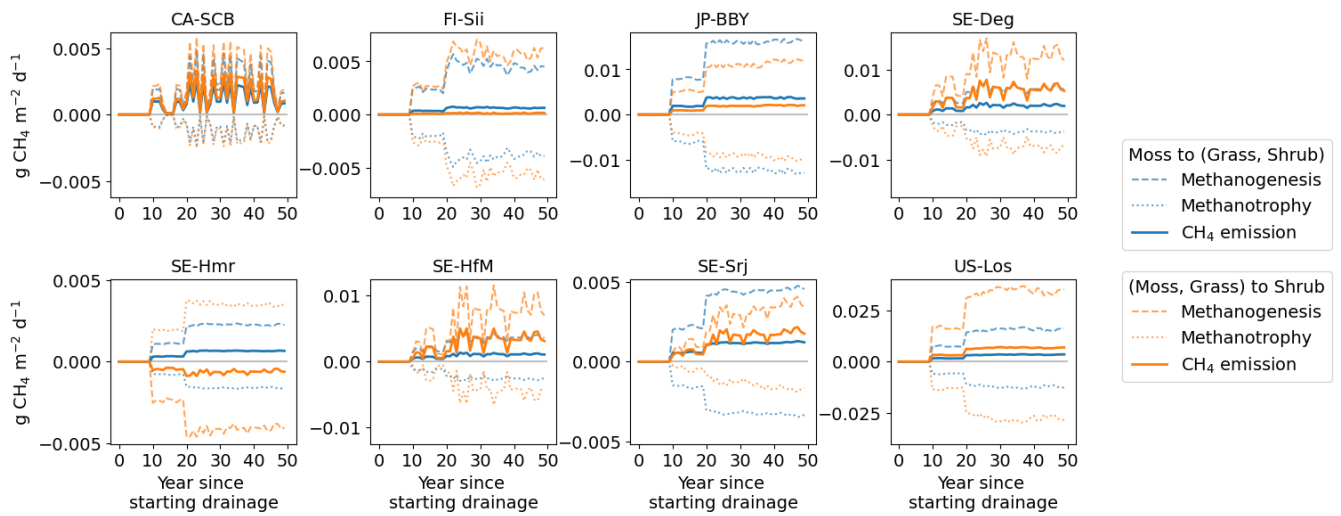 CA-SCB
FI-Sii
JP-BBY
SE-Deg
g CH₄ m⁻² d⁻¹
0.005
0.000
−0.005
0 10 20 30 40 50
0.005
0.000
−0.005
0 10 20 30 40 50
0.01
0.00
−0.01
0 10 20 30 40 50
0.01
0.00
−0.01
0 10 20 30 40 50
Moss to (Grass, Shrub)
Methanogenesis
Methanotrophy
CH₄ emission
(Moss, Grass) to Shrub
Methanogenesis
Methanotrophy
CH₄ emission
SE-Hmr
SE-HfM
SE-Srj
US-Los
g CH₄ m⁻² d⁻¹
0.005
0.000
−0.005
0 10 20 30 40 50
Year since
starting drainage
0.01
0.00
−0.01
0 10 20 30 40 50
Year since
starting drainage
0.005
0.000
−0.005
0 10 20 30 40 50
Year since
starting drainage
0.025
0.000
−0.025
0 10 20 30 40 50
Year since
starting drainage